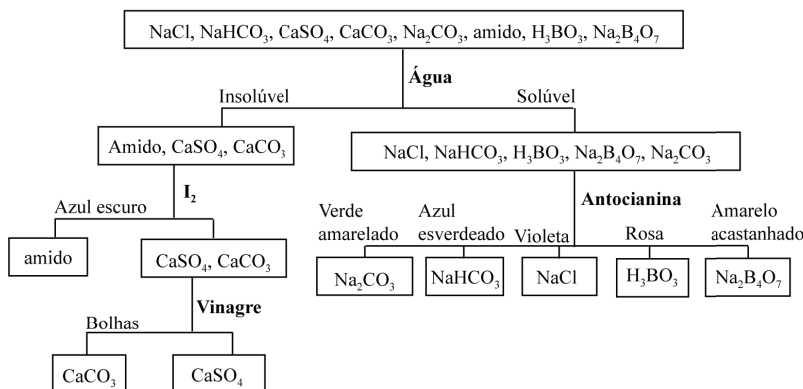 NaCl, NaHCO₃, CaSO₄, CaCO₃, Na₂CO₃, amido, H₃BO₃, Na₂B₄O₇
Água
Insolúvel
Solúvel
Amido, CaSO₄, CaCO₃
NaCl, NaHCO₃, H₃BO₃, Na₂B₄O₇, Na₂CO₃
I₂
Antocianina
Azul escuro
Verde
amarelado
Azul
esverdeado
Violeta
Rosa
Amarelo
acastanhado
amido
CaSO₄, CaCO₃
Na₂CO₃
NaHCO₃
NaCl
H₃BO₃
Na₂B₄O₇
Vinagre
Bolhas
CaCO₃
CaSO₄